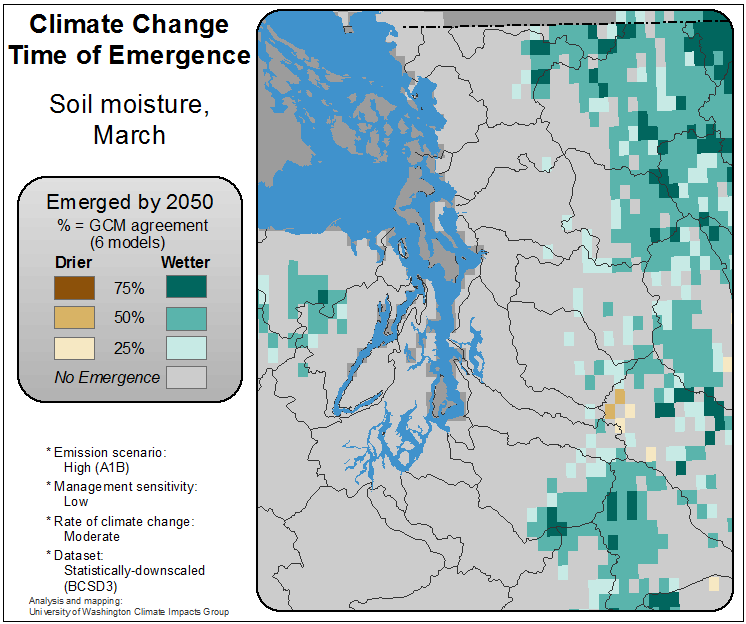 Climate Change
Time of Emergence
Soil moisture,
March
Emerged by 2050
% = GCM agreement
(6 models)
Drier Wetter
75%
50%
25%
No Emergence
* Emission scenario:
High (A1B)
* Management sensitivity:
Low
* Rate of climate change:
Moderate
* Dataset:
Statistically-downscaled
(BCSD3)
Analysis and mapping:
University of Washington Climate Impacts Group